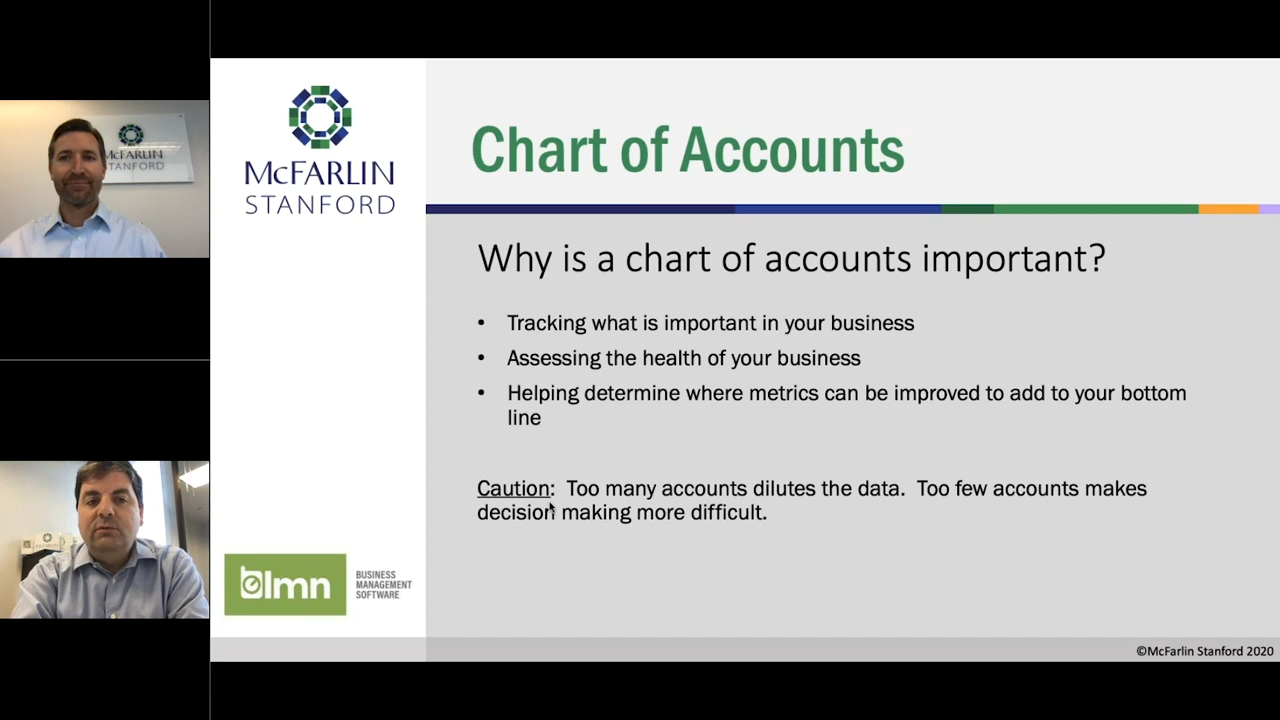 McFARLIN
STANFORD
McFARLIN
STANFORD
Chart of Accounts
Why is a chart of accounts important?
• Tracking what is important in your business
• Assessing the health of your business
• Helping determine where metrics can be improved to add to your bottom
line
Caution: Too many accounts dilutes the data. Too few accounts makes
decision making more difficult.
lmn
BUSINESS
MANAGEMENT
SOFTWARE
©McFarlin Stanford 2020